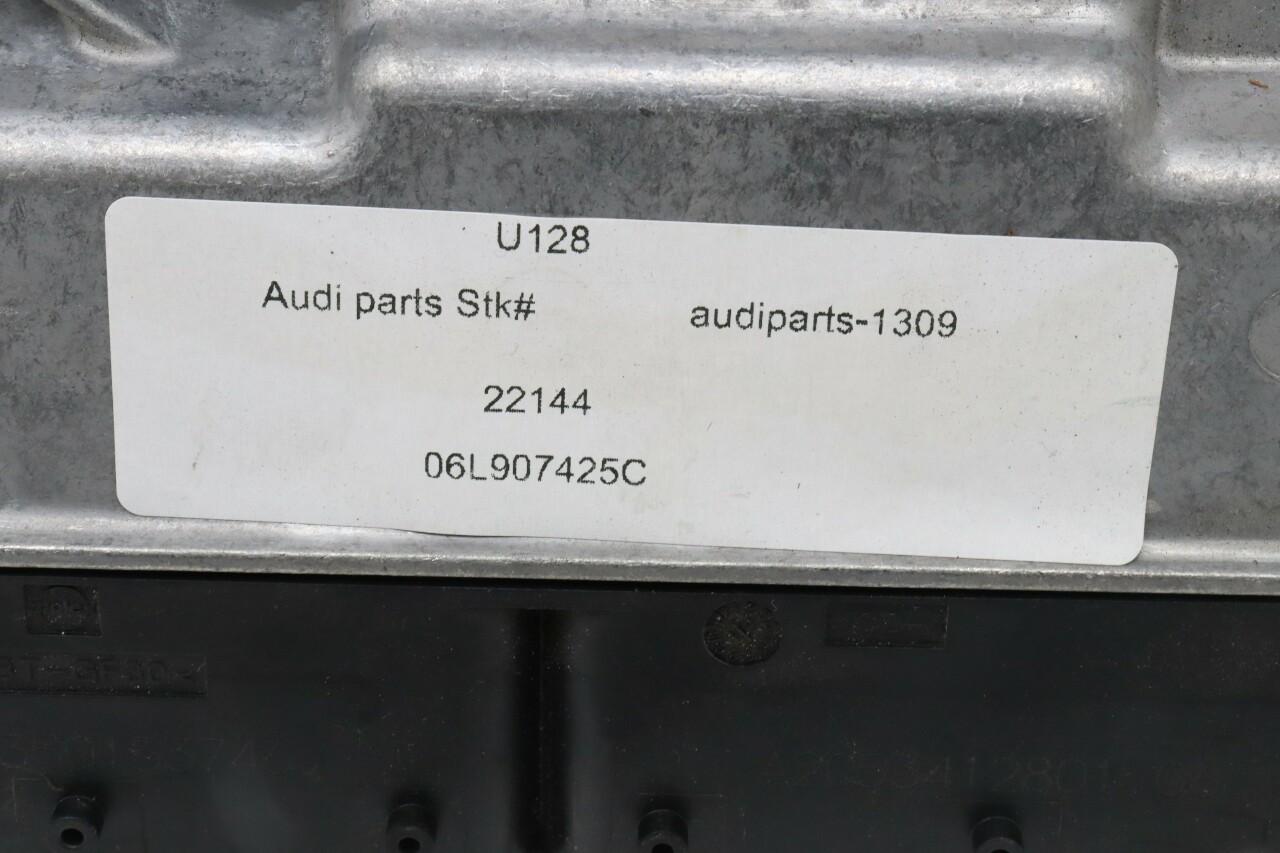 U128
Audi parts Stk# audiparts-1309
22144
06L907425C